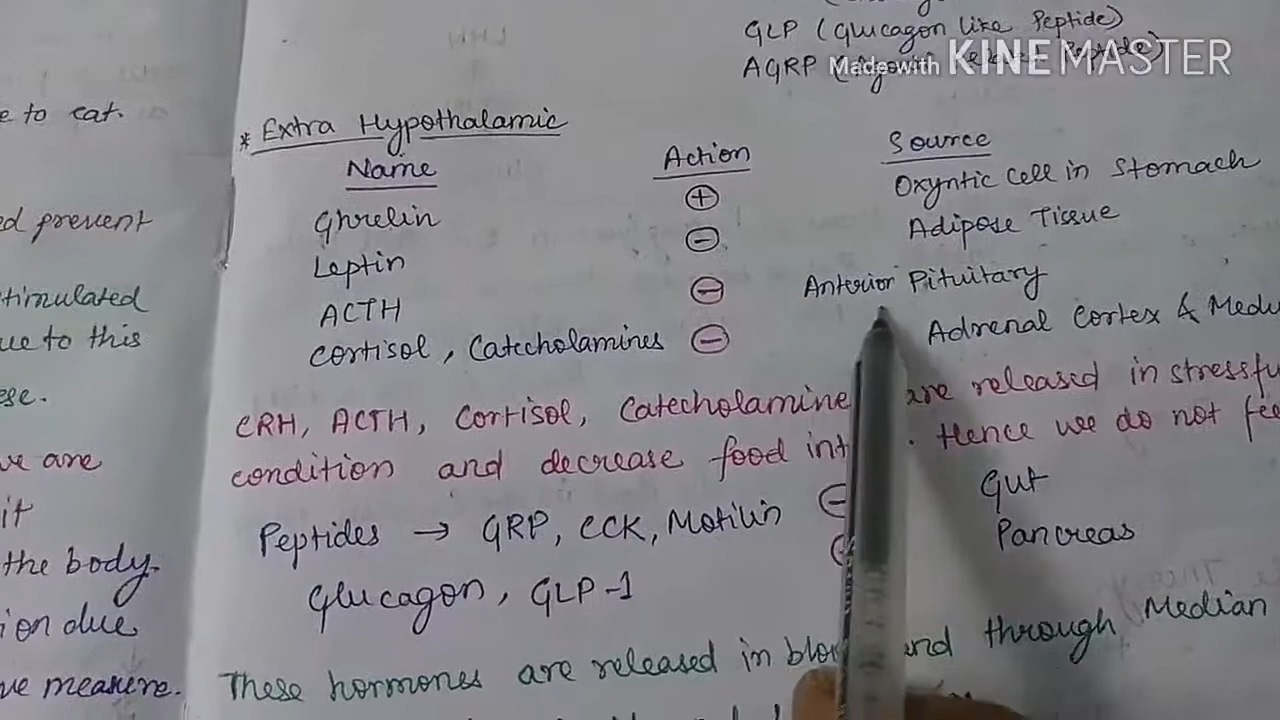 GLP (Glucagon like Peptide)
AGRP
Made with KINEMASTER
e to eat.
* Extra Hypothalamic
Name Action Source
Ghrelin + Oxyntic cell in Stomach
Leptin - Adipose Tissue
ACTH - Anterior Pituitary
Cortisol, Catecholamines - Adrenal Cortex & Medu
ed prevent
timulated
ue to this
ese.
CRH, ACTH, Cortisol, Catecholamine are released in stressfu
condition and decrease food int . Hence we do not fee
ve are
it
Peptides → GRP, CCK, Motilin Gut
Glucagon, GLP-1 Pancreas
the body.
ion due
ve measure.
These hormones are released in blo and through Median